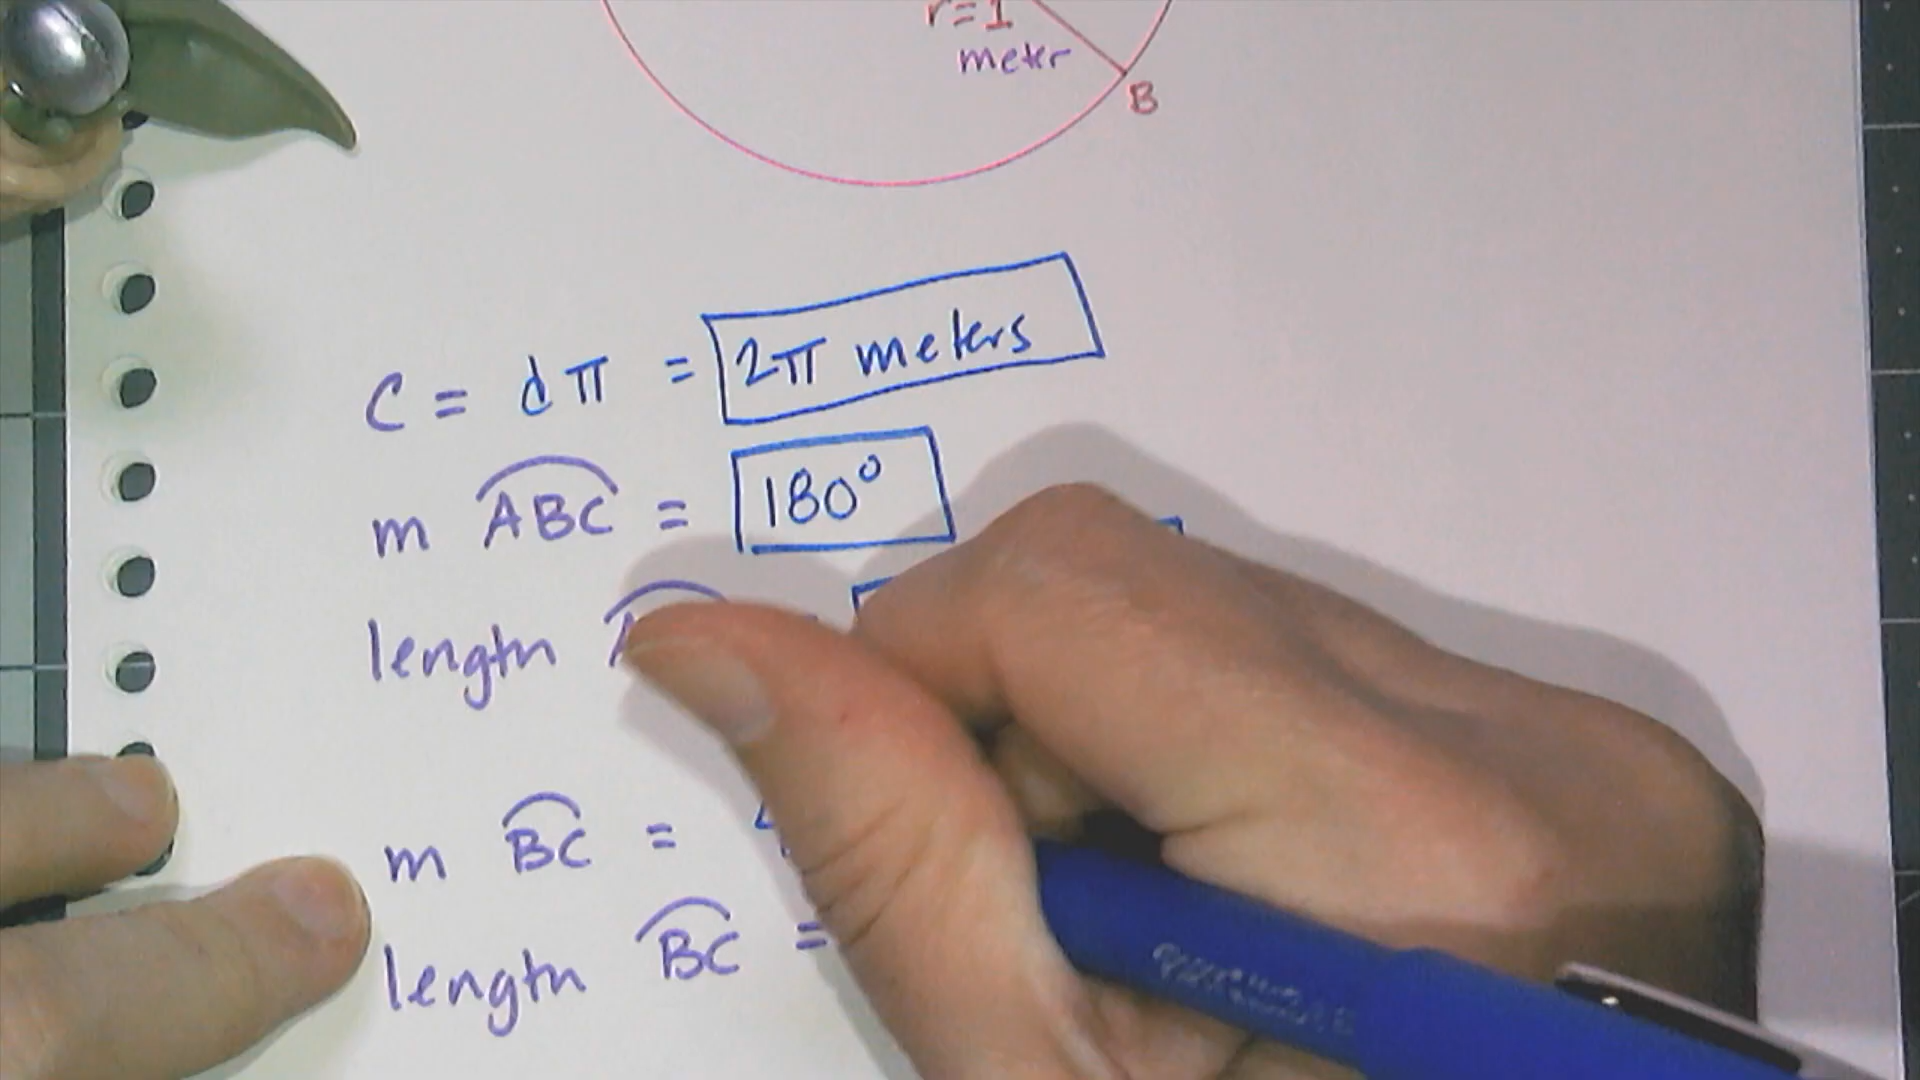 r=1
meter
B
C = dπ = 2π meters
m ABC = 180°
length
m BC =
length BC =